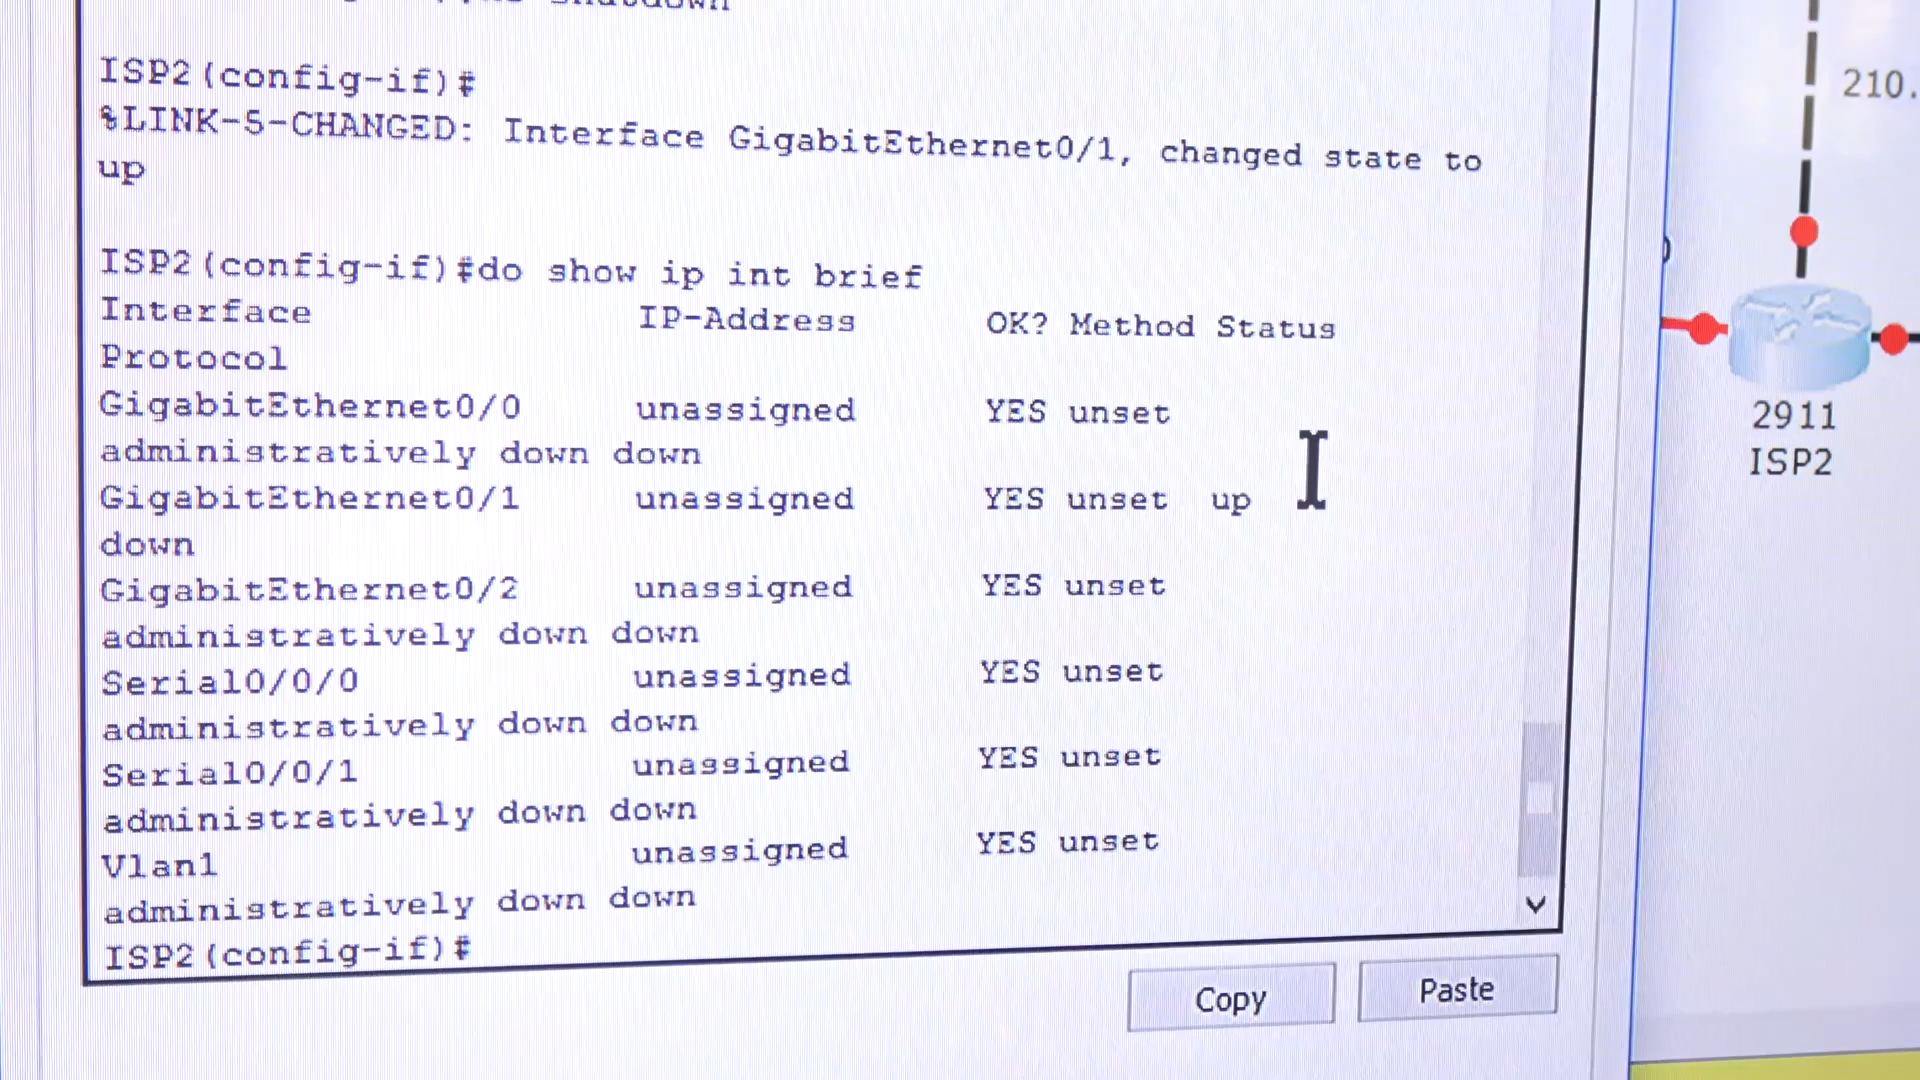 shutdown
ISP2(config-if)#
%LINK-5-CHANGED: Interface GigabitEthernet0/1, changed state to
up
ISP2(config-if)#do show ip int brief
Interface IP-Address OK? Method Status
Protocol
GigabitEthernet0/0 unassigned YES unset
administratively down down
GigabitEthernet0/1 unassigned YES unset up
down
GigabitEthernet0/2 unassigned YES unset
administratively down down
Serial0/0/0 unassigned YES unset
administratively down down
Serial0/0/1 unassigned YES unset
administratively down down
Vlan1 unassigned YES unset
administratively down down
ISP2(config-if)#
Copy Paste
210.
2911
ISP2